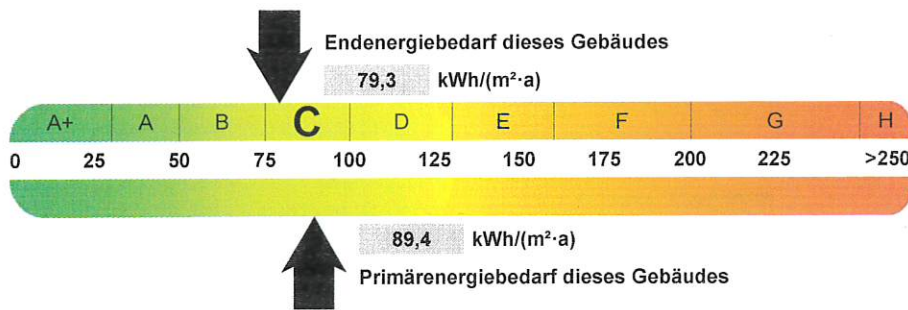 Endenergiebedarf dieses Gebäudes
79,3 kWh/(m²·a)
A+ A B C D E F G H
0 25 50 75 100 125 150 175 200 225 >250
89,4 kWh/(m²·a)
Primärenergiebedarf dieses Gebäudes